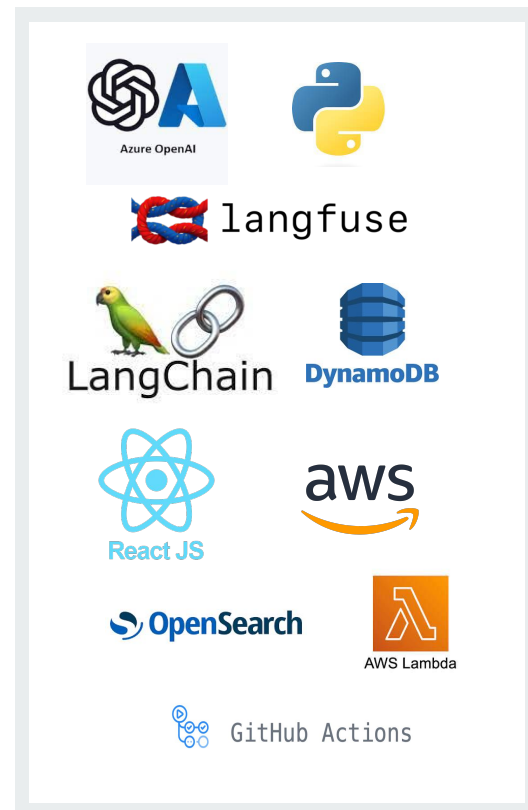 Azure OpenAI
langfuse
LangChain
DynamoDB
aws
React JS
OpenSearch
AWS Lambda
GitHub Actions